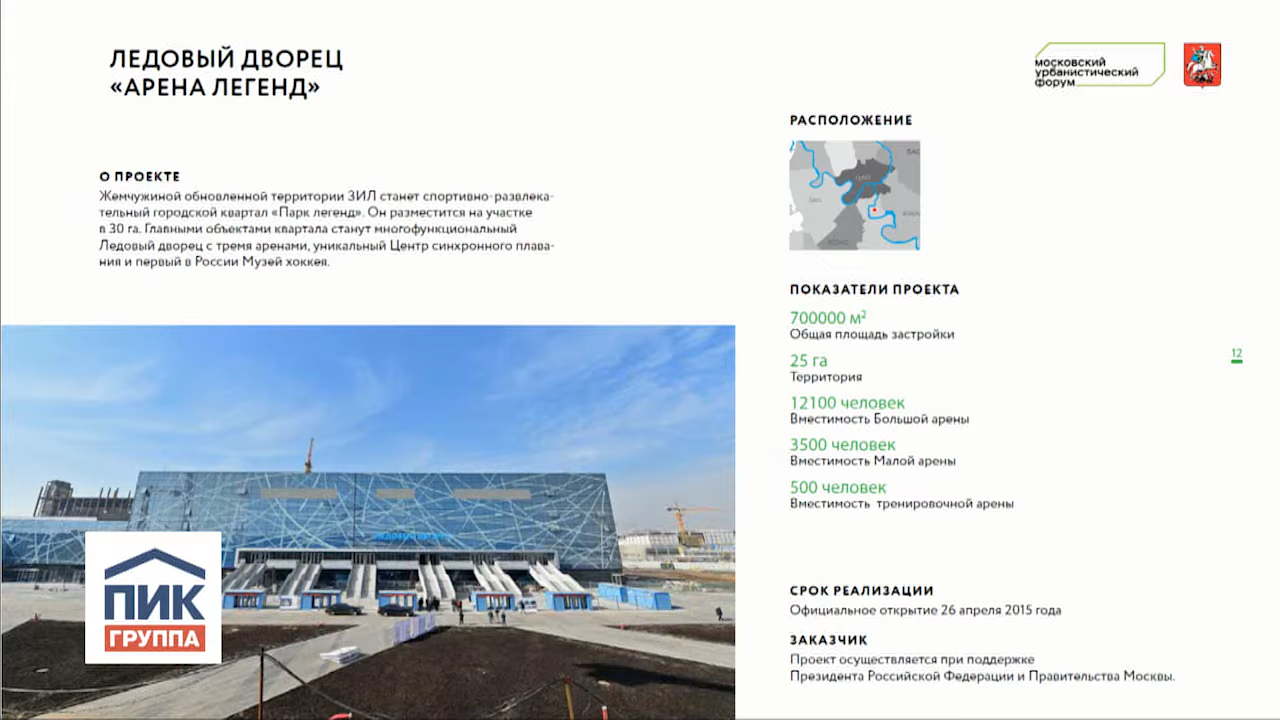 ЛЕДОВЫЙ ДВОРЕЦ
«АРЕНА ЛЕГЕНД»
московский
урбанистический
форум
О ПРОЕКТЕ
Жемчужиной обновленной территории ЗИЛ станет спортивно-развлека-
тельный городской квартал «Парк легенд». Он разместится на участке
в 30 га. Главными объектами квартала станут многофункциональный
Ледовый дворец с тремя аренами, уникальный Центр синхронного плава-
ния и первый в России Музей хоккея.
РАСПОЛОЖЕНИЕ
ПОКАЗАТЕЛИ ПРОЕКТА
700000 м²
Общая площадь застройки
25 га
Территория
12100 человек
Вместимость Большой арены
3500 человек
Вместимость Малой арены
500 человек
Вместимость тренировочной арены
12
СРОК РЕАЛИЗАЦИИ
Официальное открытие 26 апреля 2015 года
ЗАКАЗЧИК
Проект осуществляется при поддержке
Президента Российской Федерации и Правительства Москвы.
ПИК
ГРУППА